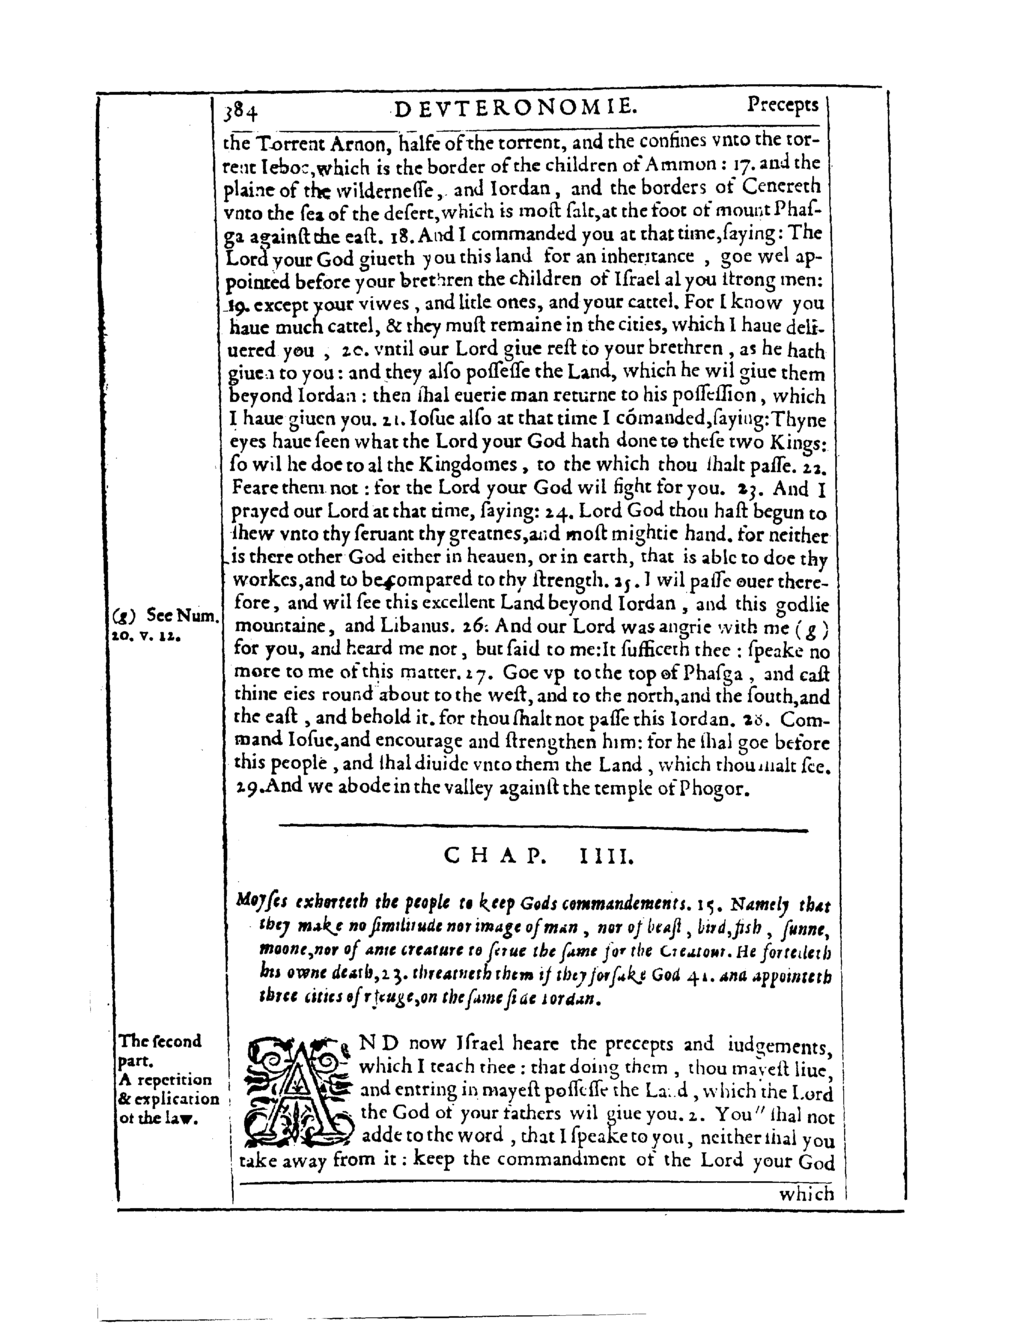 384 DEVTERONOMIE. Precepts
the Torrent Arnon, halfe of the torrent, and the confines vnto the tor-
rent Ieboc, which is the border of the children of Ammon : 17. and the
plaine of the wildernesſe, and Iordan, and the borders of Cenereth
vnto the ſea of the deſert, which is moſt ſalt, at the foot of mount Phaſ-
ga againſt the eaſt. 18. And I commanded you at that time, ſaying: The
Lord your God giueth you this land for an inheritance , goe wel ap-
pointed before your brethren the children of Iſrael al you ſtrong men:
19. except your viwes , and litle ones, and your cattel. For I know you
haue much cattel, & they muſt remaine in the cities, which I haue deli-
uered you , 20. vntil our Lord giue reſt to your brethren , as he hath
giuen to you : and they alſo poſſeſſe the Land, which he wil giue them
beyond Iordan : then ſhal euerie man returne to his poſſeſſion, which
I haue giuen you. 21. Ioſue alſo at that time I cómanded, ſaying: Thyne
eyes haue ſeen what the Lord your God hath done to theſe two Kings:
ſo wil he doe to al the Kingdomes , to the which thou ſhalt paſſe. 22.
Feare them not : for the Lord your God wil fight for you. 23. And I
prayed our Lord at that time, ſaying: 24. Lord God thou haſt begun to
ſhew vnto thy ſeruant thy greatnes, and moſt mightie hand. for neither
is there other God either in heauen, or in earth, that is able to doe thy
workes, and to be compared to thy ſtrength. 25. I wil paſſe ouer there-
fore, and wil ſee this excellent Land beyond Iordan , and this godlie
mountaine, and Libanus. 26. And our Lord was angrie with me (g)
(g) See Num.
20. v. 12.
for you, and heard me not, but ſaid to me: It ſufficeth thee : ſpeake no
more to me of this matter. 27. Goe vp to the top of Phaſga , and caſt
thine eies round about to the weſt, and to the north, and the ſouth, and
the eaſt , and behold it. for thou ſhalt not paſſe this Iordan. 28. Com-
mand Ioſue, and encourage and ſtrengthen him: for he ſhal goe before
this people , and ſhal diuide vnto them the Land , which thou ſhalt ſee.
29. And we abode in the valley againſt the temple of Phogor.
CHAP. IIII.
Moyſes exhorteth the people to keep Gods commandements. 15. Namely that
they make no ſimilitude nor image of man , nor of beaſt , bird, fish , ſunne,
moone, nor of anie creature to ſerue the ſame for the Creatour. He forteileth
his owne death, 23. threatneth them if they forſake God 41. and appointeth
three cities of refeuge, on the ſame ſide Iordan.
The ſecond
part.
A repetition
& explication
of the law.
AND now Iſrael heare the precepts and iudgements,
which I teach thee : that doing them , thou mayeſt liue,
and entring in mayeſt poſſeſſe the Land , which the Lord
the God of your fathers wil giue you. 2. You" ſhal not
adde to the word , that I ſpeake to you, neither ſhal you
take away from it : keep the commandment of the Lord your God
which